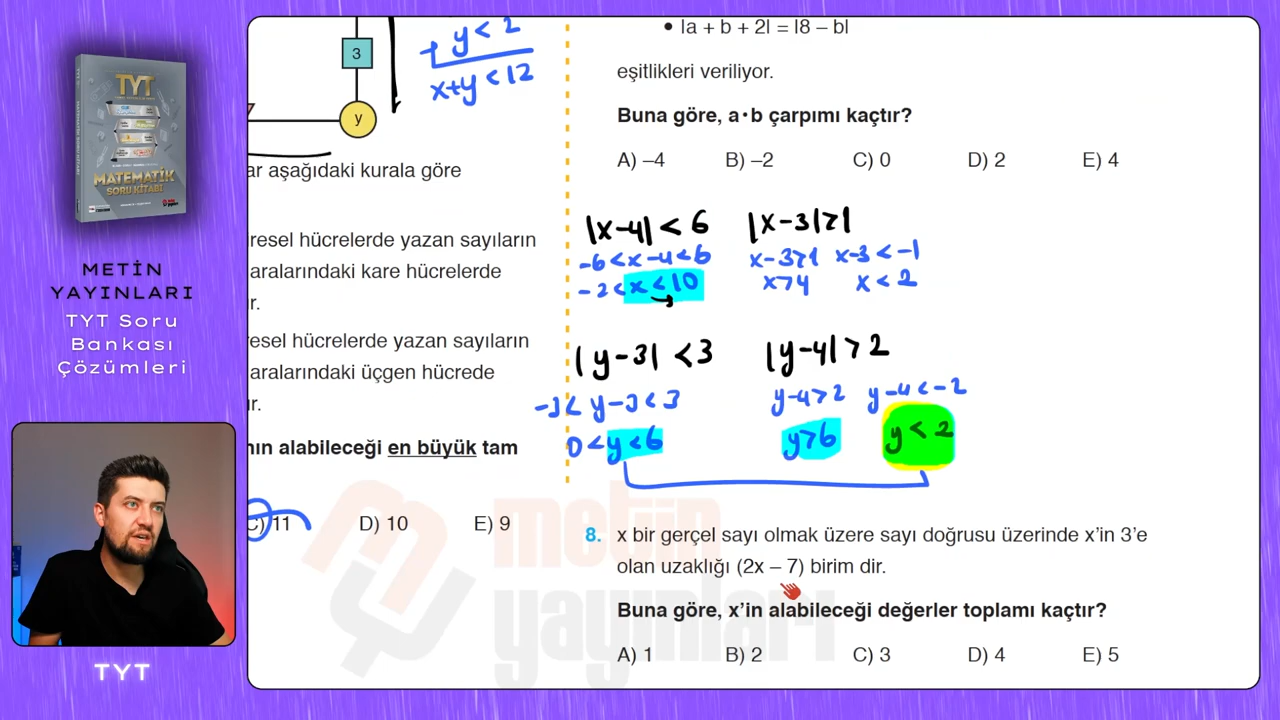 TYT
MATEMATİK
SORU KİTABI
METİN
YAYINLARI
TYT Soru
Bankası
Çözümleri
TYT
3
y
y < 2
x+y < 12
ar aşağıdaki kurala göre
resel hücrelerde yazan sayıların
aralarındaki kare hücrelerde
r.
resel hücrelerde yazan sayıların
aralarındaki üçgen hücrede
ur.
nın alabileceği en büyük tam
C) 11 D) 10 E) 9
• |a + b + 2| = |8 – b|
eşitlikleri veriliyor.
Buna göre, a•b çarpımı kaçtır?
A) –4 B) –2 C) 0 D) 2 E) 4
|x-4| < 6 |x-3|>1
-6 < x-4 < 6 x-3>1 x-3 < -1
-2 < x < 10 x>4 x < 2
|y-3| < 3 |y-4| > 2
-3 < y-3 < 3 y-4>2 y-4 < -2
0 < y < 6 y>6 y < 2
metin
yayınları
8. x bir gerçel sayı olmak üzere sayı doğrusu üzerinde x'in 3'e
olan uzaklığı (2x – 7) birim dir.
Buna göre, x'in alabileceği değerler toplamı kaçtır?
A) 1 B) 2 C) 3 D) 4 E) 5